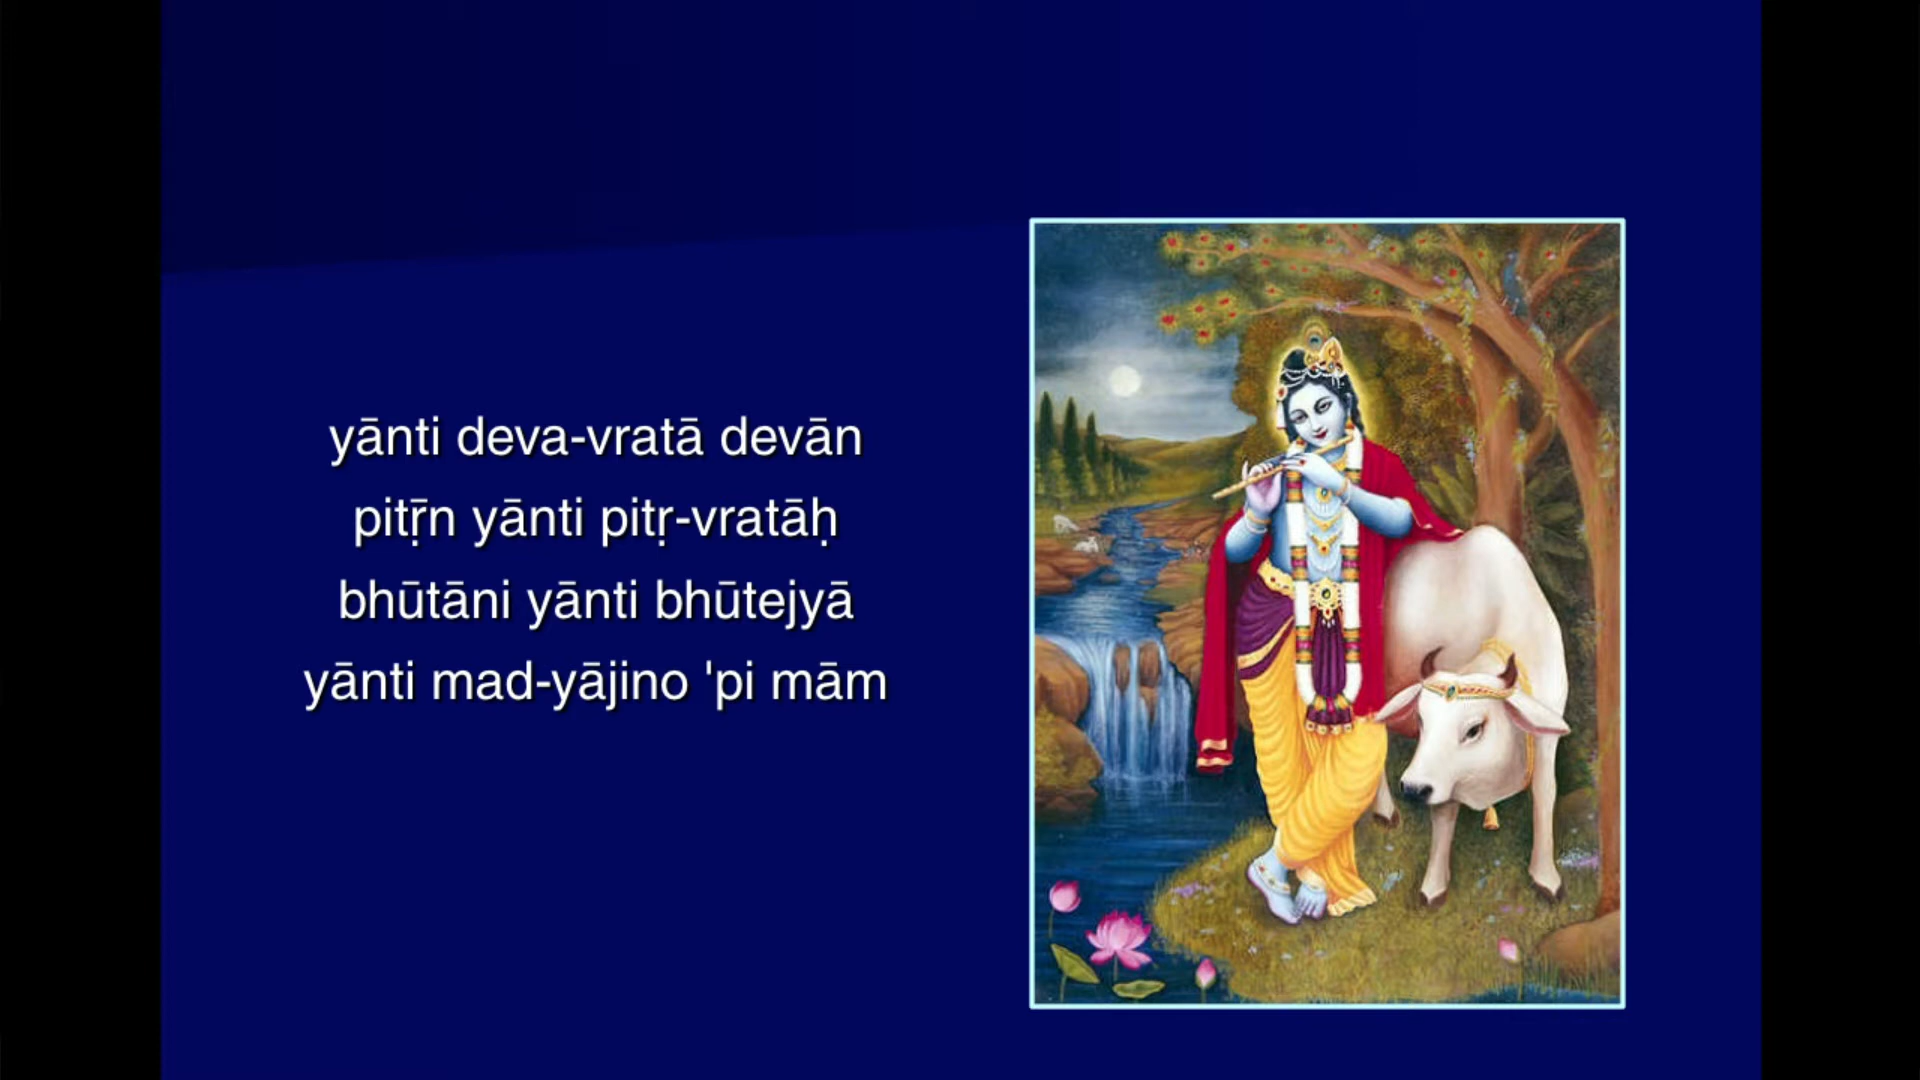 yānti deva-vratā devān
pitṝn yānti pitṛ-vratāḥ
bhūtāni yānti bhūtejyā
yānti mad-yājino 'pi mām